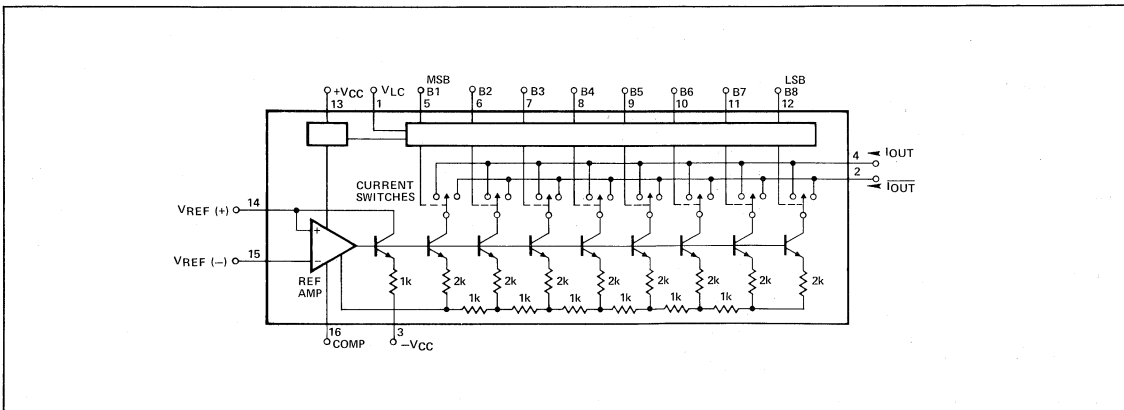 MSB LSB
+VCC VLC B1 B2 B3 B4 B5 B6 B7 B8
13 1 5 6 7 8 9 10 11 12
4 IOUT
2 I̅O̅U̅T̅
CURRENT
SWITCHES
VREF (+) 14
+
VREF (−) 15
−
REF
AMP
1k 2k 2k 2k 2k 2k 2k 2k 2k
1k 1k 1k 1k 1k 1k
16 3
COMP −VCC